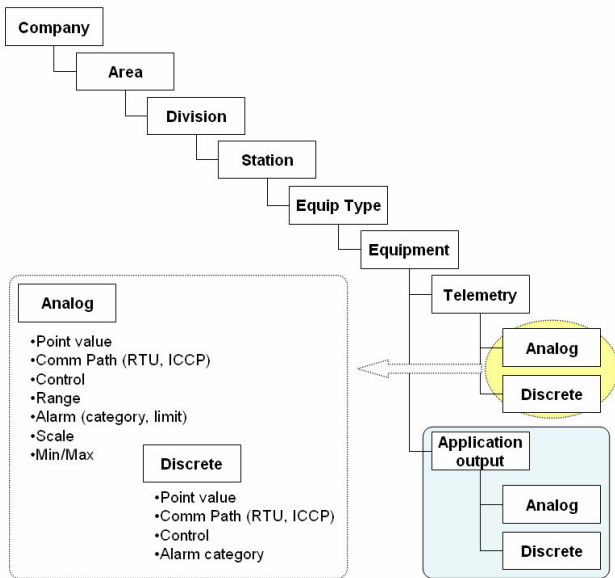 Company
Area
Division
Station
Equip Type
Equipment
Telemetry
Analog
Discrete
Application
output
Analog
Discrete
Analog
•Point value
•Comm Path (RTU, ICCP)
•Control
•Range
•Alarm (category, limit)
•Scale
•Min/Max
Discrete
•Point value
•Comm Path (RTU, ICCP)
•Control
•Alarm category